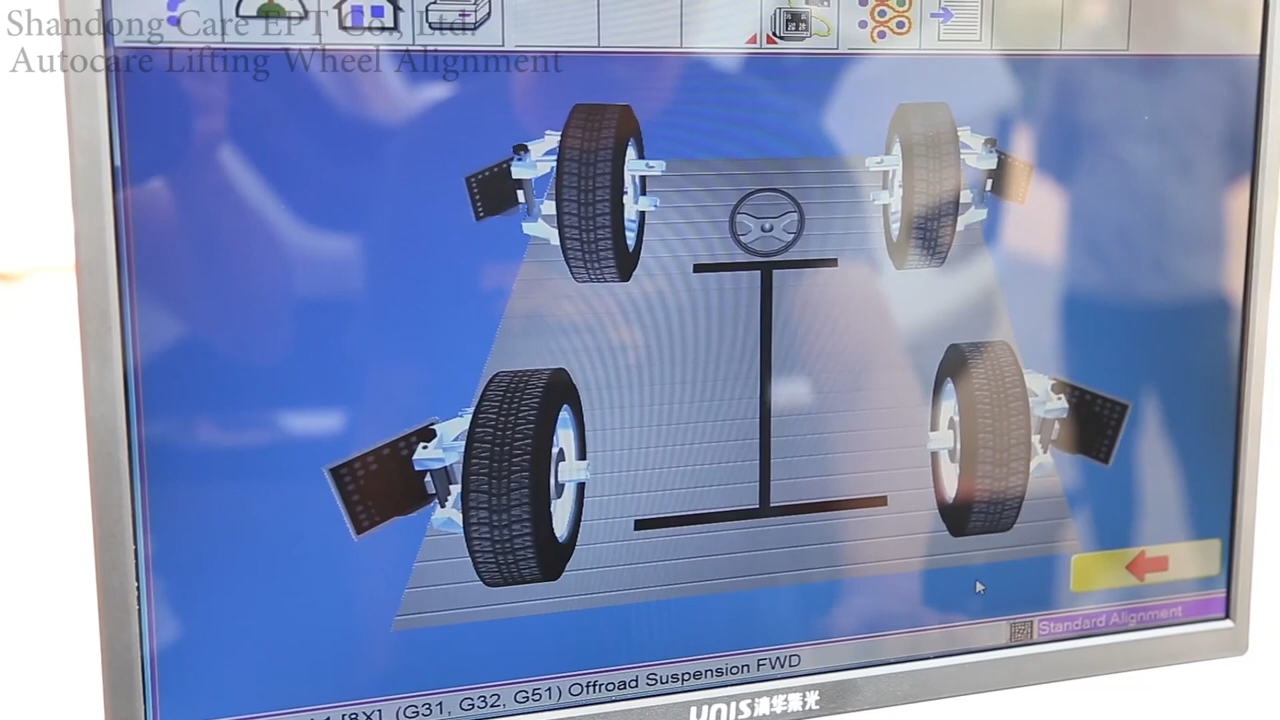 Shandong Care EPT Co., Ltd.
Autocare Lifting Wheel Alignment
Standard Alignment
[8X], (G31, G32, G51) Offroad Suspension FWD
UNIS清华紫光